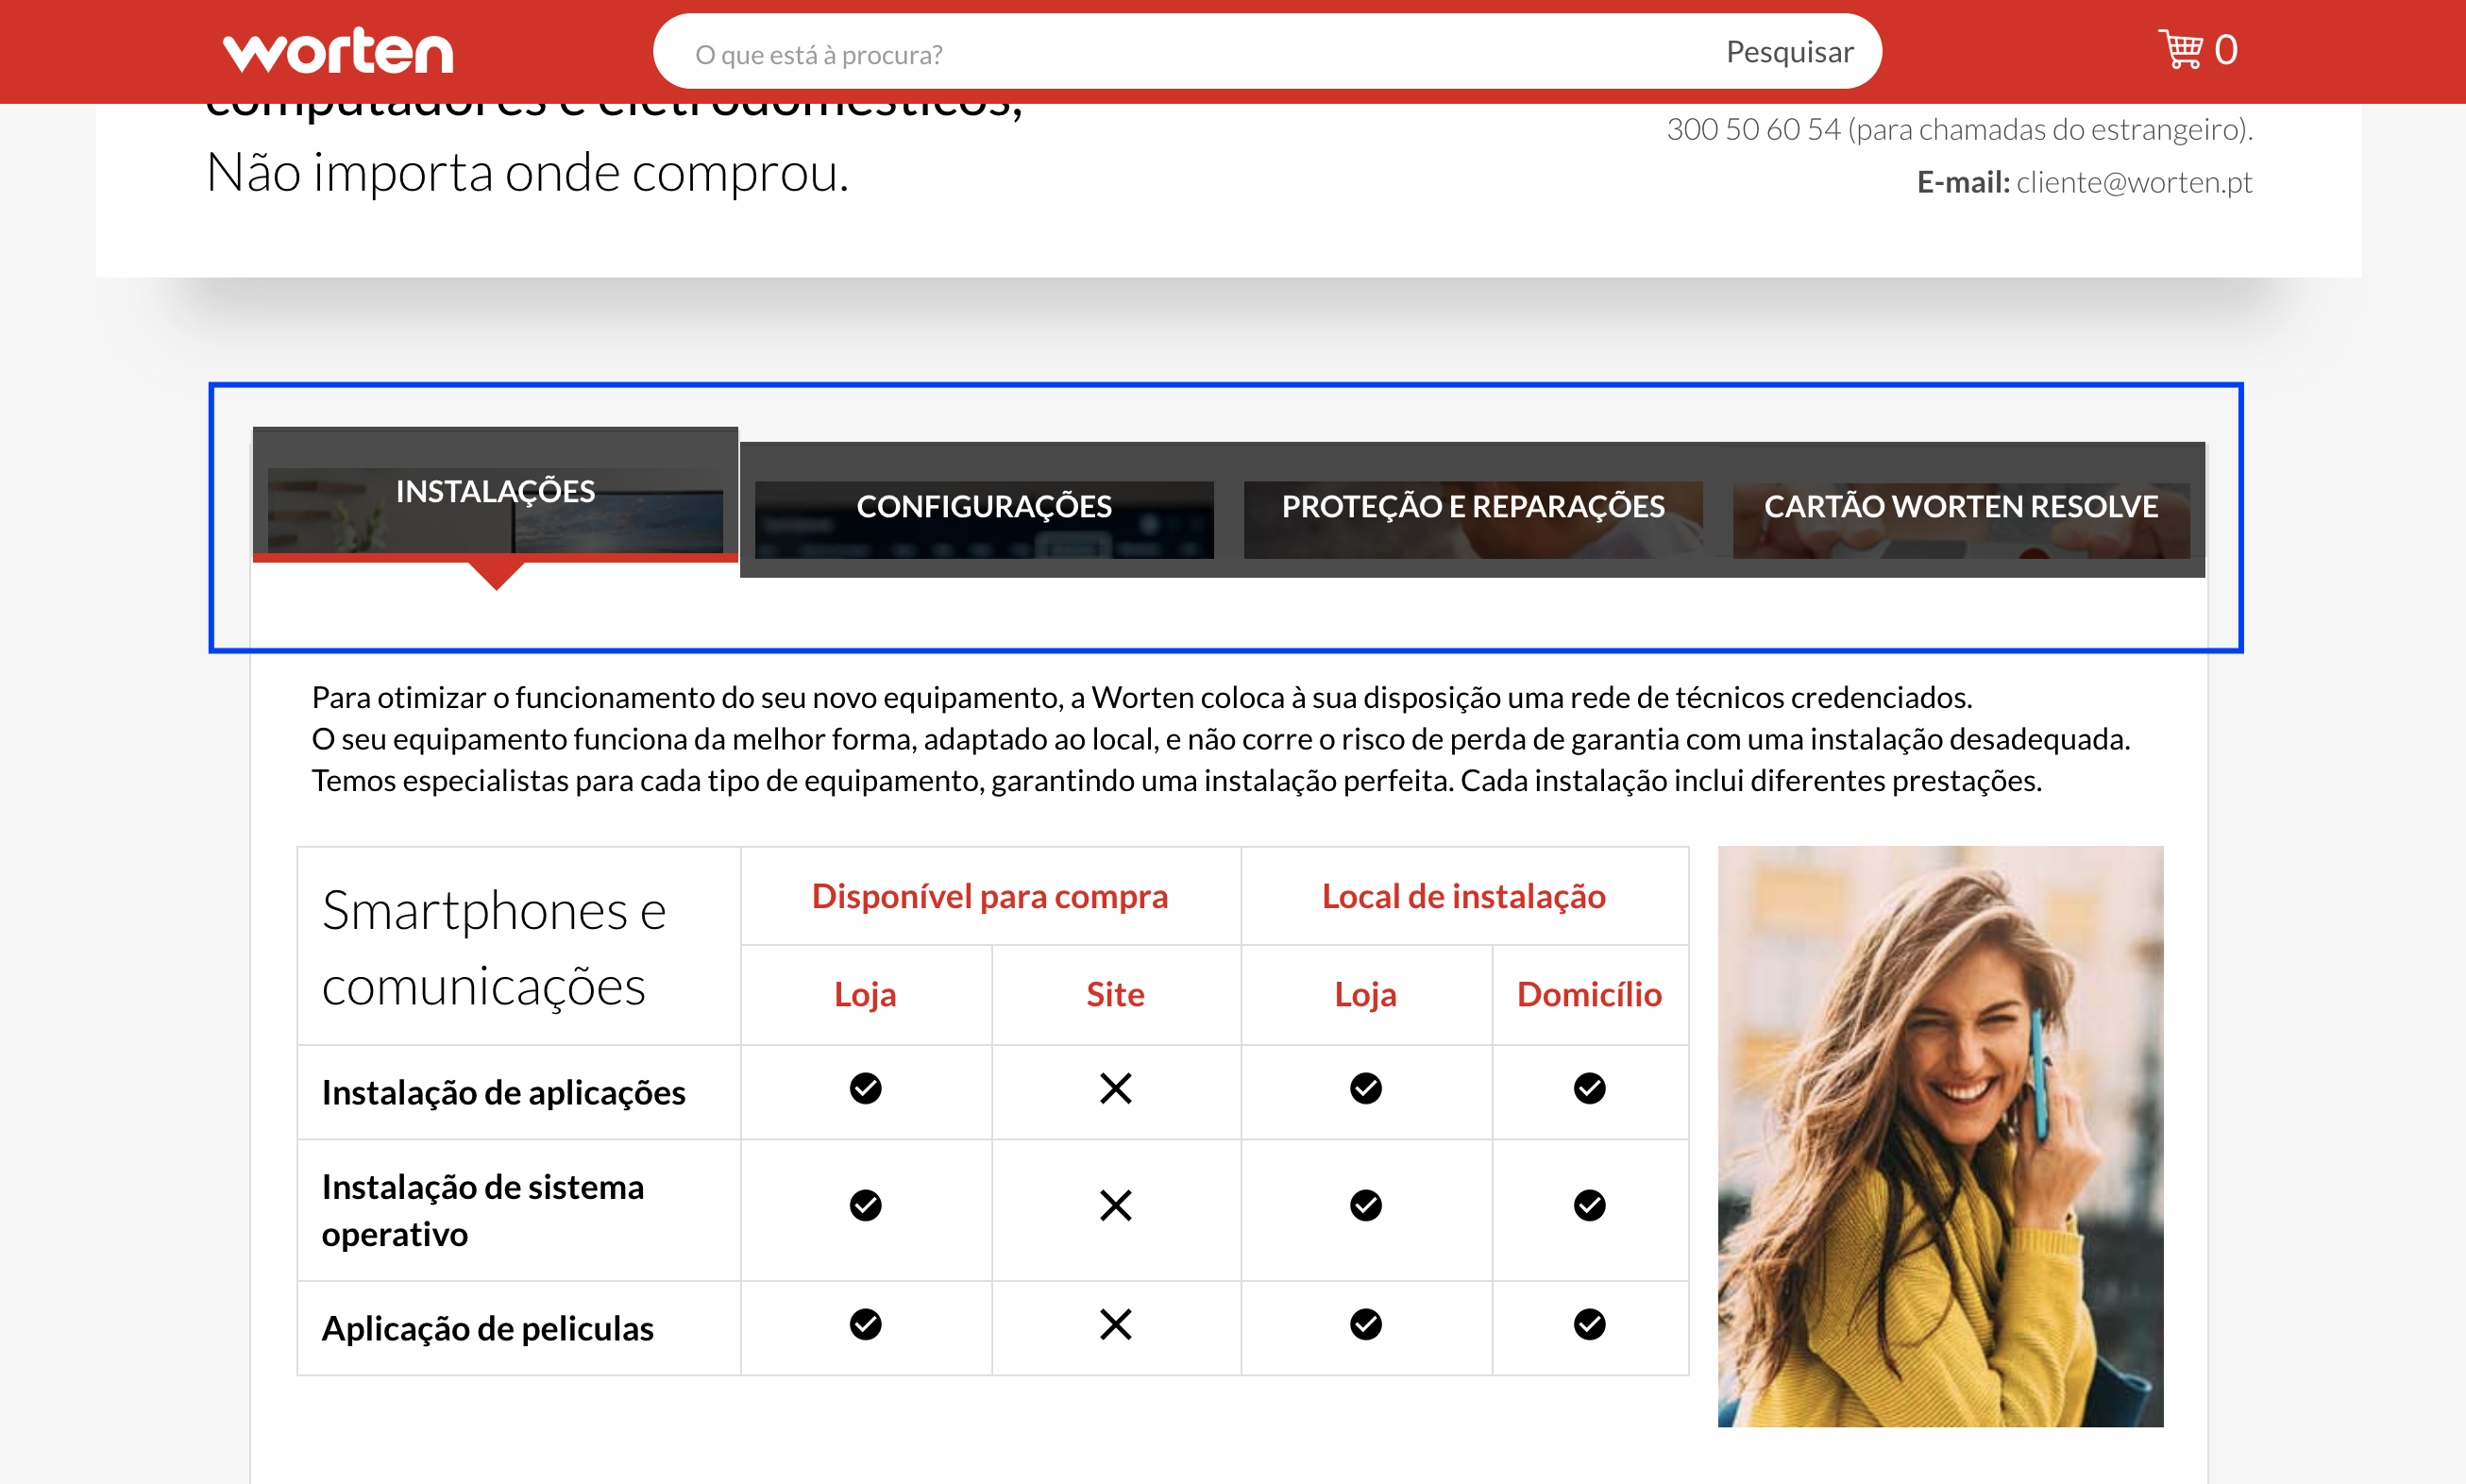 worten
O que está à procura?
Pesquisar
0
computadores e eletrodomésticos,
Não importa onde comprou.
300 50 60 54 (para chamadas do estrangeiro).
E-mail: cliente@worten.pt
INSTALAÇÕES
CONFIGURAÇÕES
PROTEÇÃO E REPARAÇÕES
CARTÃO WORTEN RESOLVE
Para otimizar o funcionamento do seu novo equipamento, a Worten coloca à sua disposição uma rede de técnicos credenciados.
O seu equipamento funciona da melhor forma, adaptado ao local, e não corre o risco de perda de garantia com uma instalação desadequada.
Temos especialistas para cada tipo de equipamento, garantindo uma instalação perfeita. Cada instalação inclui diferentes prestações.
Smartphones e
comunicações
Disponível para compra
Local de instalação
Loja
Site
Loja
Domicílio
Instalação de aplicações
Instalação de sistema
operativo
Aplicação de peliculas